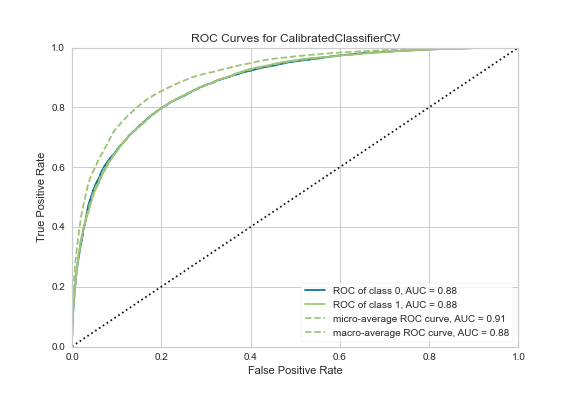 ROC Curves for CalibratedClassifierCV
1.0
0.8
0.6
0.4
0.2
0.0
True Positive Rate
ROC of class 0, AUC = 0.88
ROC of class 1, AUC = 0.88
micro-average ROC curve, AUC = 0.91
macro-average ROC curve, AUC = 0.88
0.0 0.2 0.4 0.6 0.8 1.0
False Positive Rate